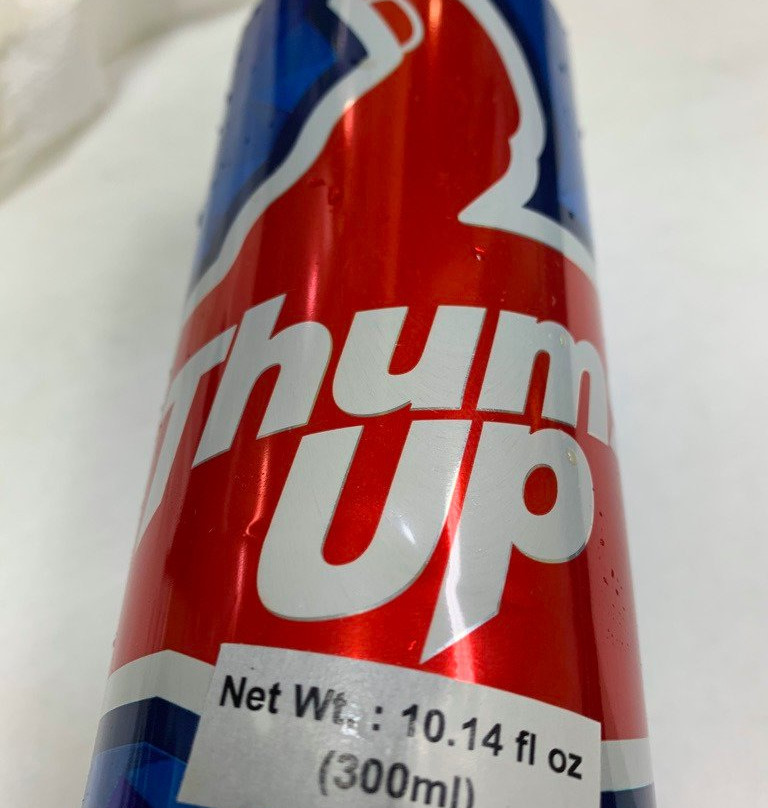 Thum
Up
Net Wt. : 10.14 fl oz
(300ml)